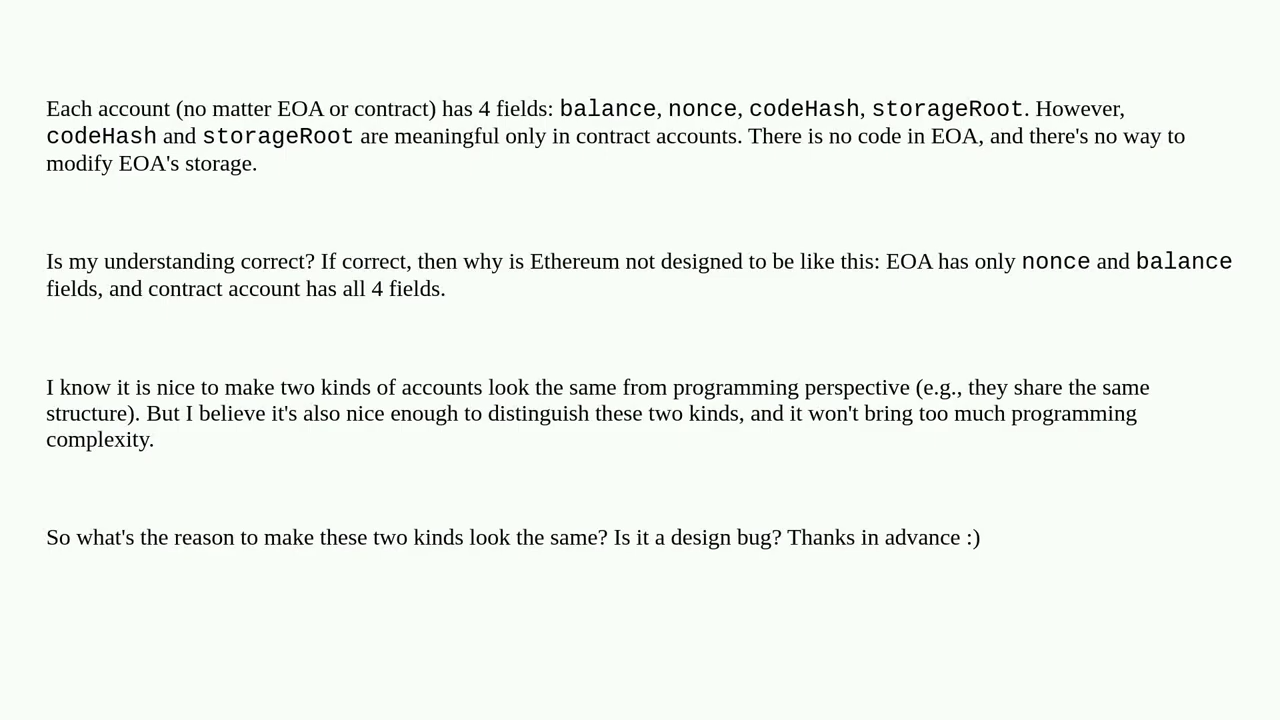 Each account (no matter EOA or contract) has 4 fields: balance, nonce, codeHash, storageRoot. However,
codeHash and storageRoot are meaningful only in contract accounts. There is no code in EOA, and there's no way to
modify EOA's storage.
Is my understanding correct? If correct, then why is Ethereum not designed to be like this: EOA has only nonce and balance
fields, and contract account has all 4 fields.
I know it is nice to make two kinds of accounts look the same from programming perspective (e.g., they share the same
structure). But I believe it's also nice enough to distinguish these two kinds, and it won't bring too much programming
complexity.
So what's the reason to make these two kinds look the same? Is it a design bug? Thanks in advance :)